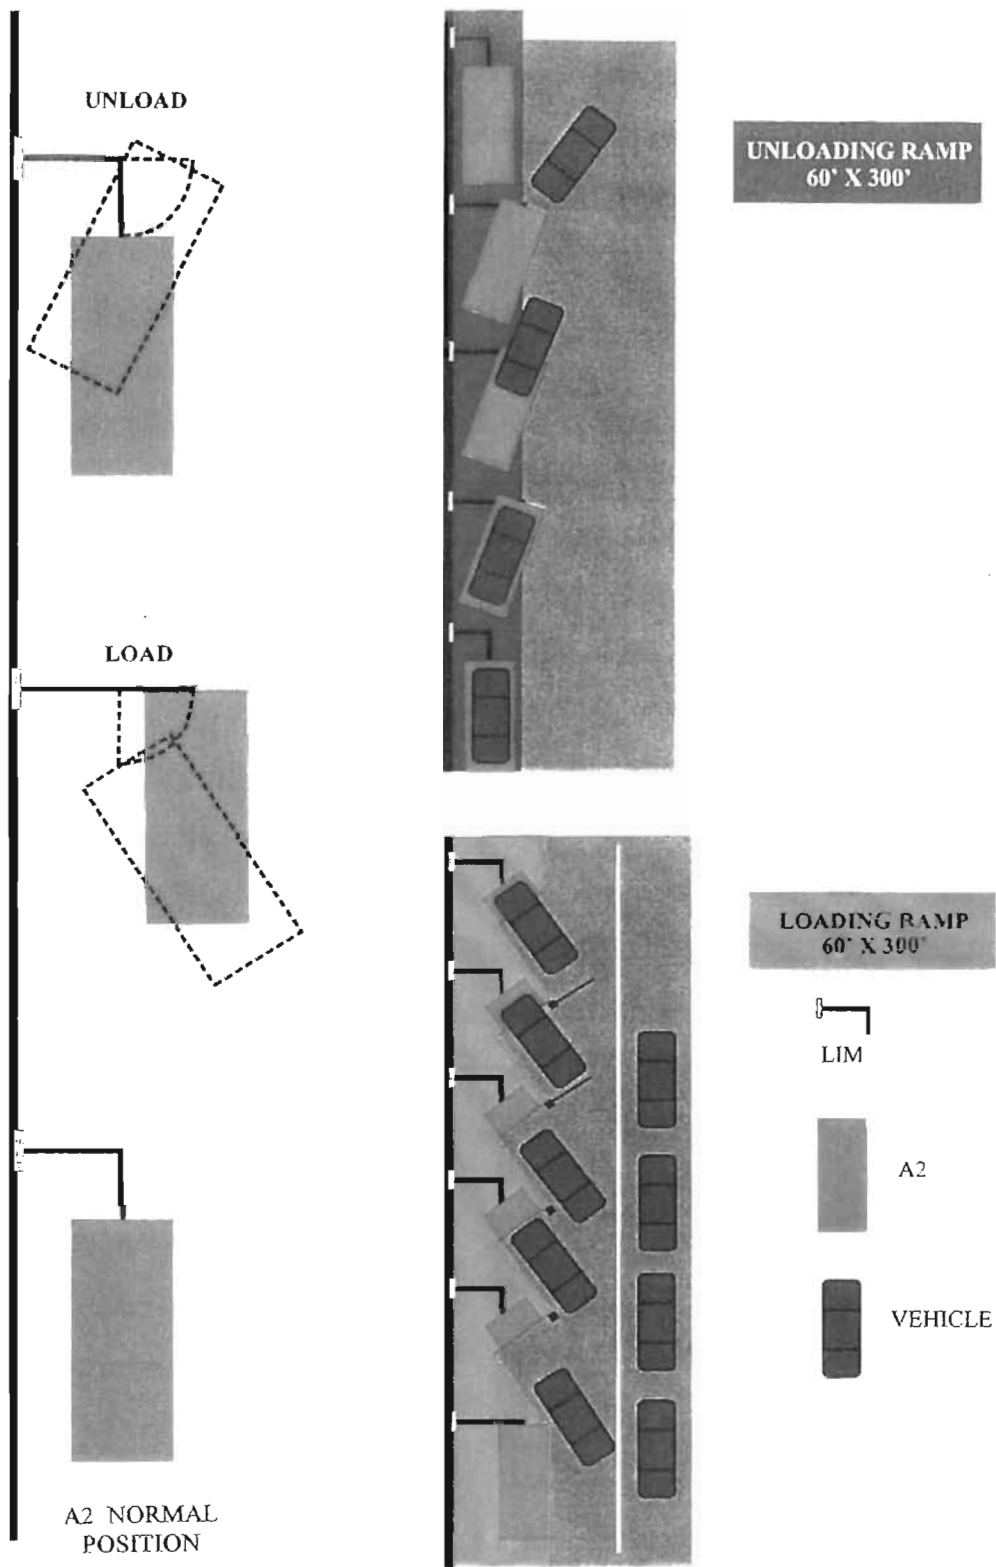 UNLOAD
UNLOADING RAMP
60' X 300'
LOAD
LOADING RAMP
60' X 300'
LIM
A2
VEHICLE
A2 NORMAL
POSITION